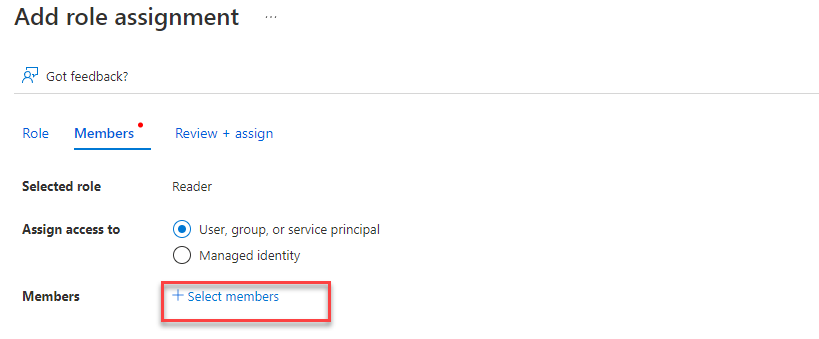 Add role assignment ...
Got feedback?
Role Members Review + assign
Selected role Reader
Assign access to User, group, or service principal
Managed identity
Members + Select members